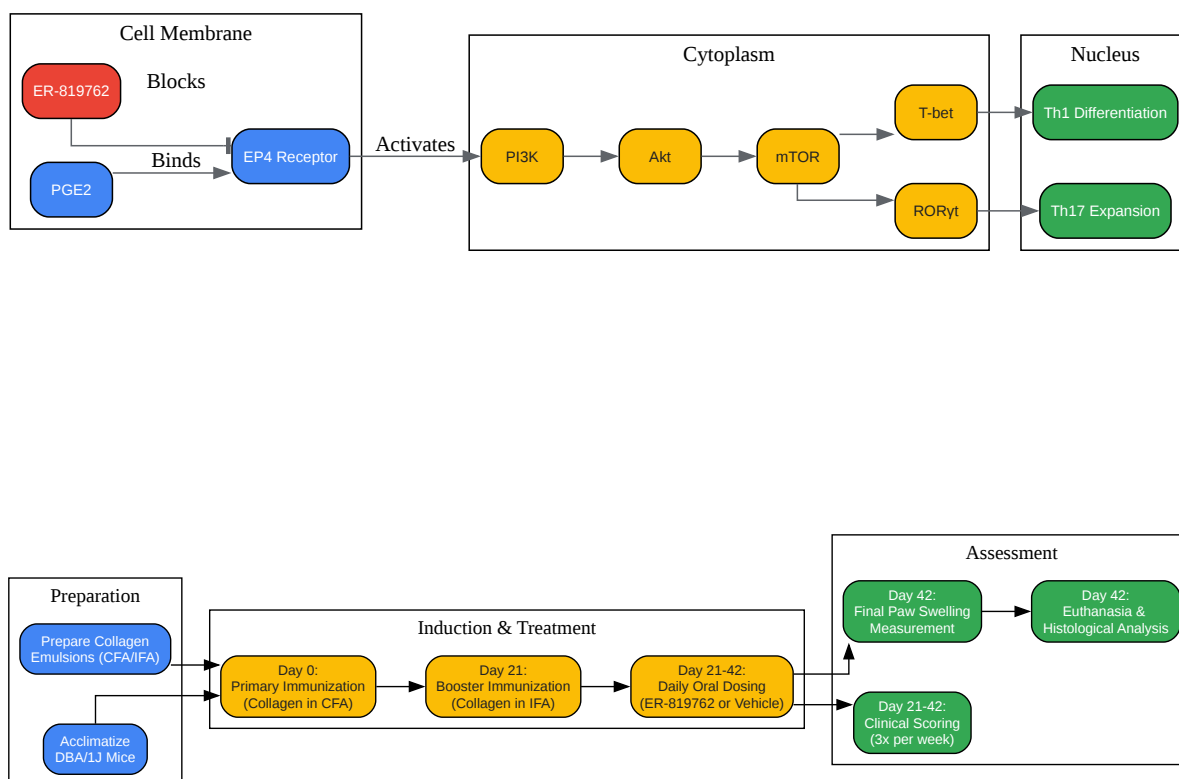 Cell Membrane
ER-819762
Blocks
PGE2
Binds
EP4 Receptor
Activates
Cytoplasm
PI3K
Akt
mTOR
T-bet
RORγt
Nucleus
Th1 Differentiation
Th17 Expansion
Preparation
Prepare Collagen
Emulsions (CFA/IFA)
Acclimatize
DBA/1J Mice
Induction & Treatment
Day 0:
Primary Immunization
(Collagen in CFA)
Day 21:
Booster Immunization
(Collagen in IFA)
Day 21-42:
Daily Oral Dosing
(ER-819762 or Vehicle)
Assessment
Day 42:
Final Paw Swelling
Measurement
Day 42:
Euthanasia &
Histological Analysis
Day 21-42:
Clinical Scoring
(3x per week)